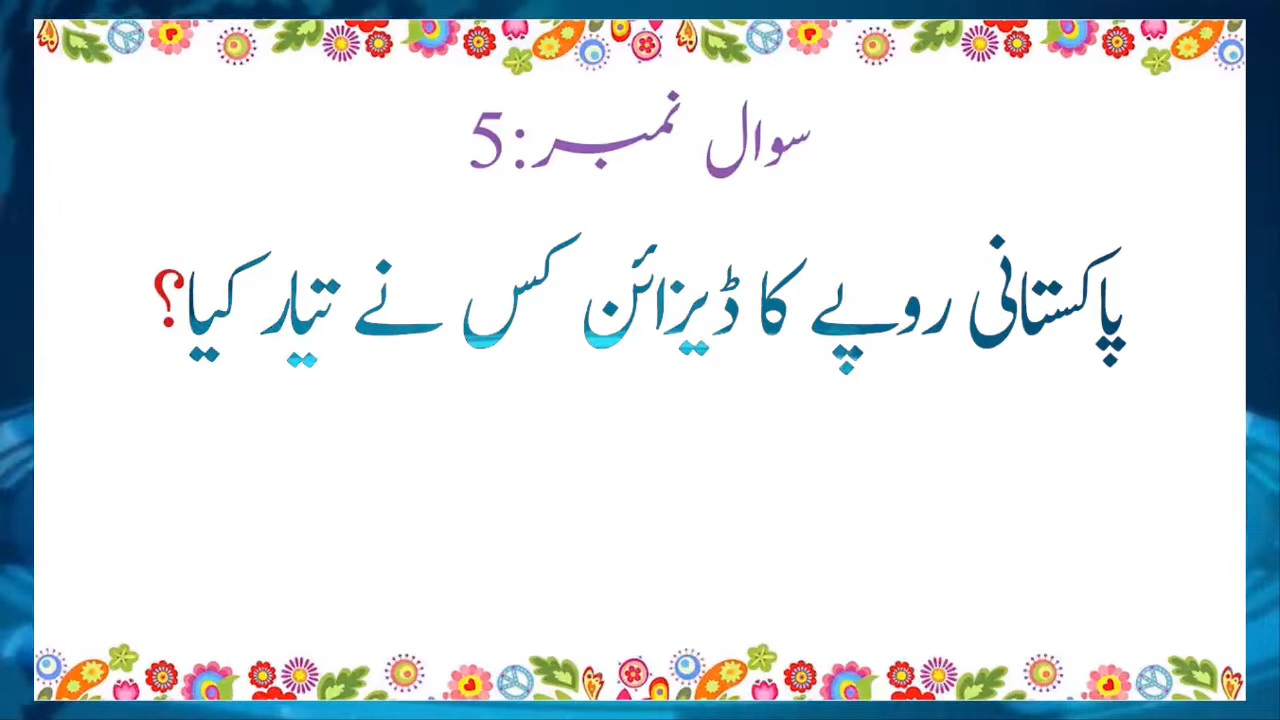 سوال نمبر:5
پاکستانی روپے کا ڈیزائن کس نے تیار کیا؟